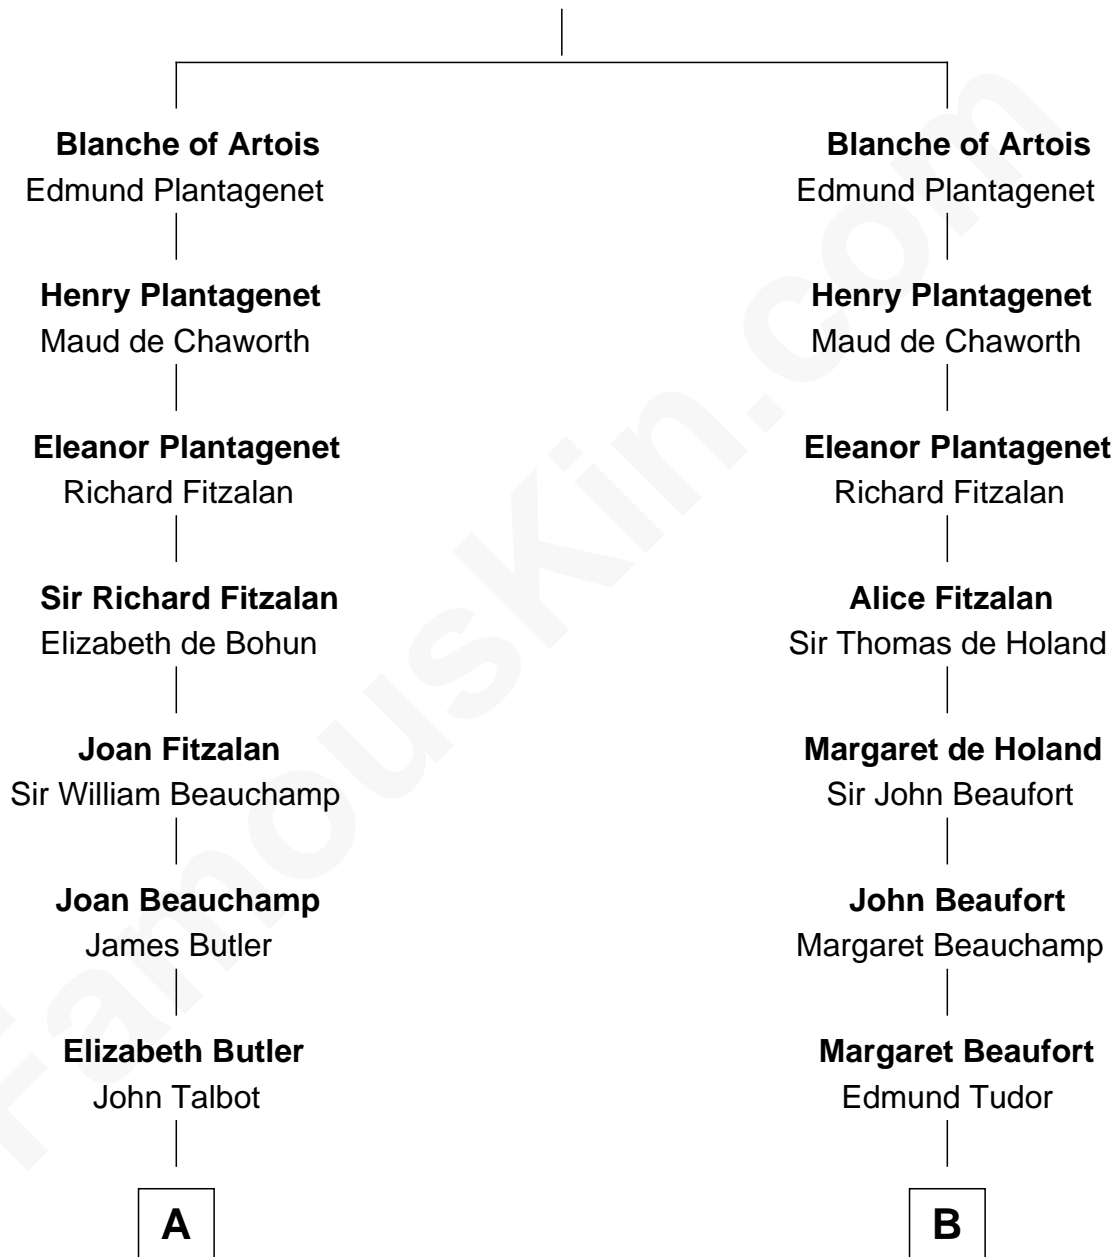 Blanche of Artois
Edmund Plantagenet
Henry Plantagenet
Maud de Chaworth
Eleanor Plantagenet
Richard Fitzalan
Sir Richard Fitzalan
Elizabeth de Bohun
Joan Fitzalan
Sir William Beauchamp
Joan Beauchamp
James Butler
Elizabeth Butler
John Talbot
A
Blanche of Artois
Edmund Plantagenet
Henry Plantagenet
Maud de Chaworth
Eleanor Plantagenet
Richard Fitzalan
Alice Fitzalan
Sir Thomas de Holand
Margaret de Holand
Sir John Beaufort
John Beaufort
Margaret Beauchamp
Margaret Beaufort
Edmund Tudor
B
FamousKin.com